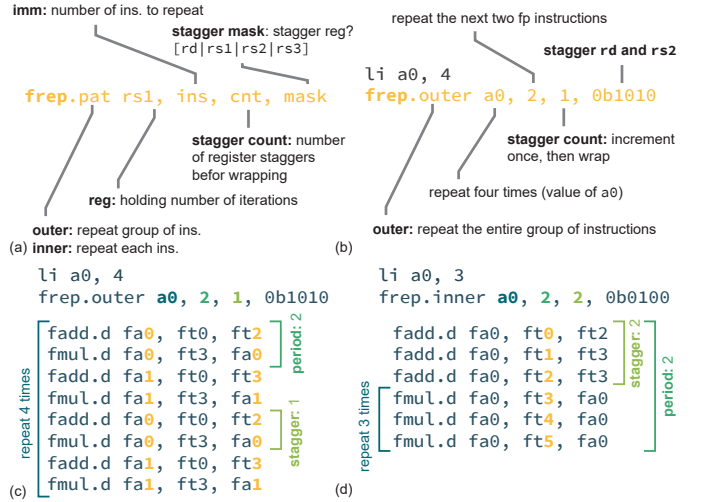 imm: number of ins. to repeat
stagger mask: stagger reg?
[rd|rs1|rs2|rs3]
frep.pat rs1, ins, cnt, mask
stagger count: number
of register staggers
befor wrapping
reg: holding number of iterations
outer: repeat group of ins.
(a) inner: repeat each ins.
repeat the next two fp instructions
stagger rd and rs2
li a0, 4
frep.outer a0, 2, 1, 0b1010
stagger count: increment
once, then wrap
repeat four times (value of a0)
outer: repeat the entire group of instructions
(b)
li a0, 4
frep.outer a0, 2, 1, 0b1010
fadd.d fa0, ft0, ft2
fmul.d fa0, ft3, fa0
fadd.d fa1, ft0, ft3
fmul.d fa1, ft3, fa1
fadd.d fa0, ft0, ft2
fmul.d fa0, ft3, fa0
fadd.d fa1, ft0, ft3
fmul.d fa1, ft3, fa1
repeat 4 times
period: 2
stagger: 1
(c)
li a0, 3
frep.inner a0, 2, 2, 0b0100
fadd.d fa0, ft0, ft2
fadd.d fa0, ft1, ft3
fadd.d fa0, ft2, ft3
fmul.d fa0, ft3, fa0
fmul.d fa0, ft4, fa0
fmul.d fa0, ft5, fa0
repeat 3 times
stagger: 2
period: 2
(d)